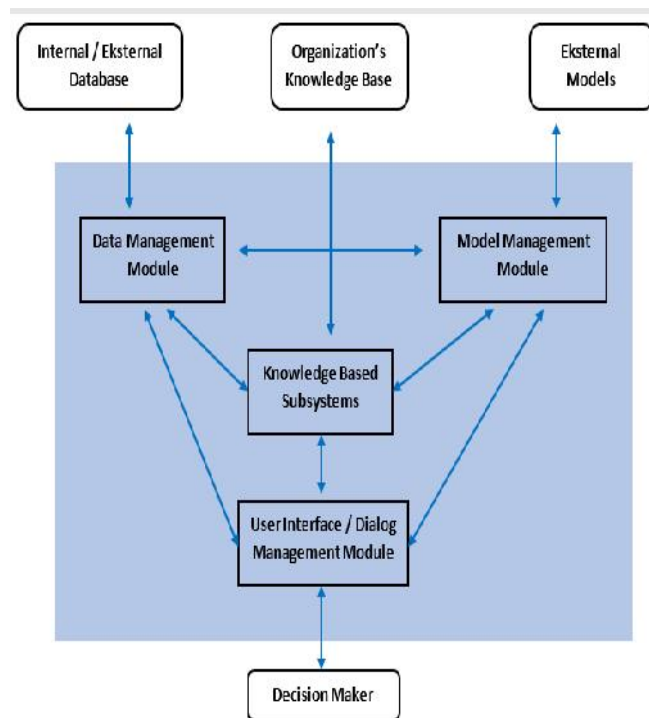 Internal / Eksternal
Database
Organization's
Knowledge Base
Eksternal
Models
Data Management
Module
Model Management
Module
Knowledge Based
Subsystems
User Interface / Dialog
Management Module
Decision Maker